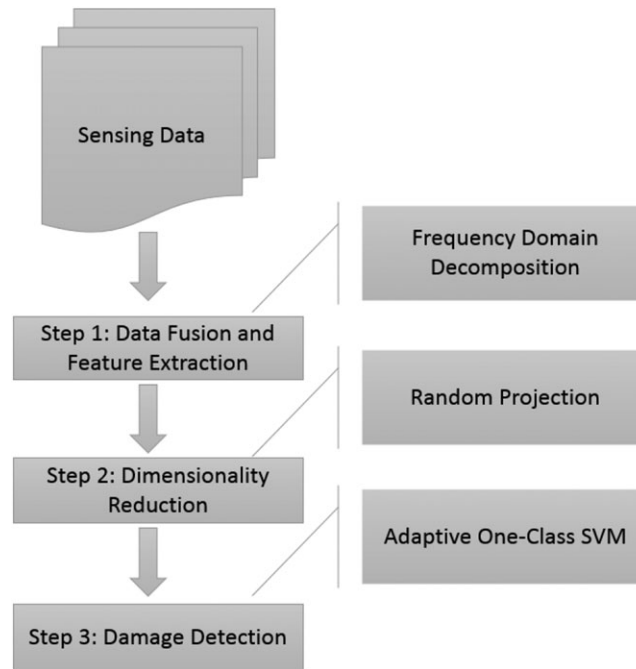 Sensing Data
Frequency Domain
Decomposition
Step 1: Data Fusion and
Feature Extraction
Random Projection
Step 2: Dimensionality
Reduction
Adaptive One-Class SVM
Step 3: Damage Detection